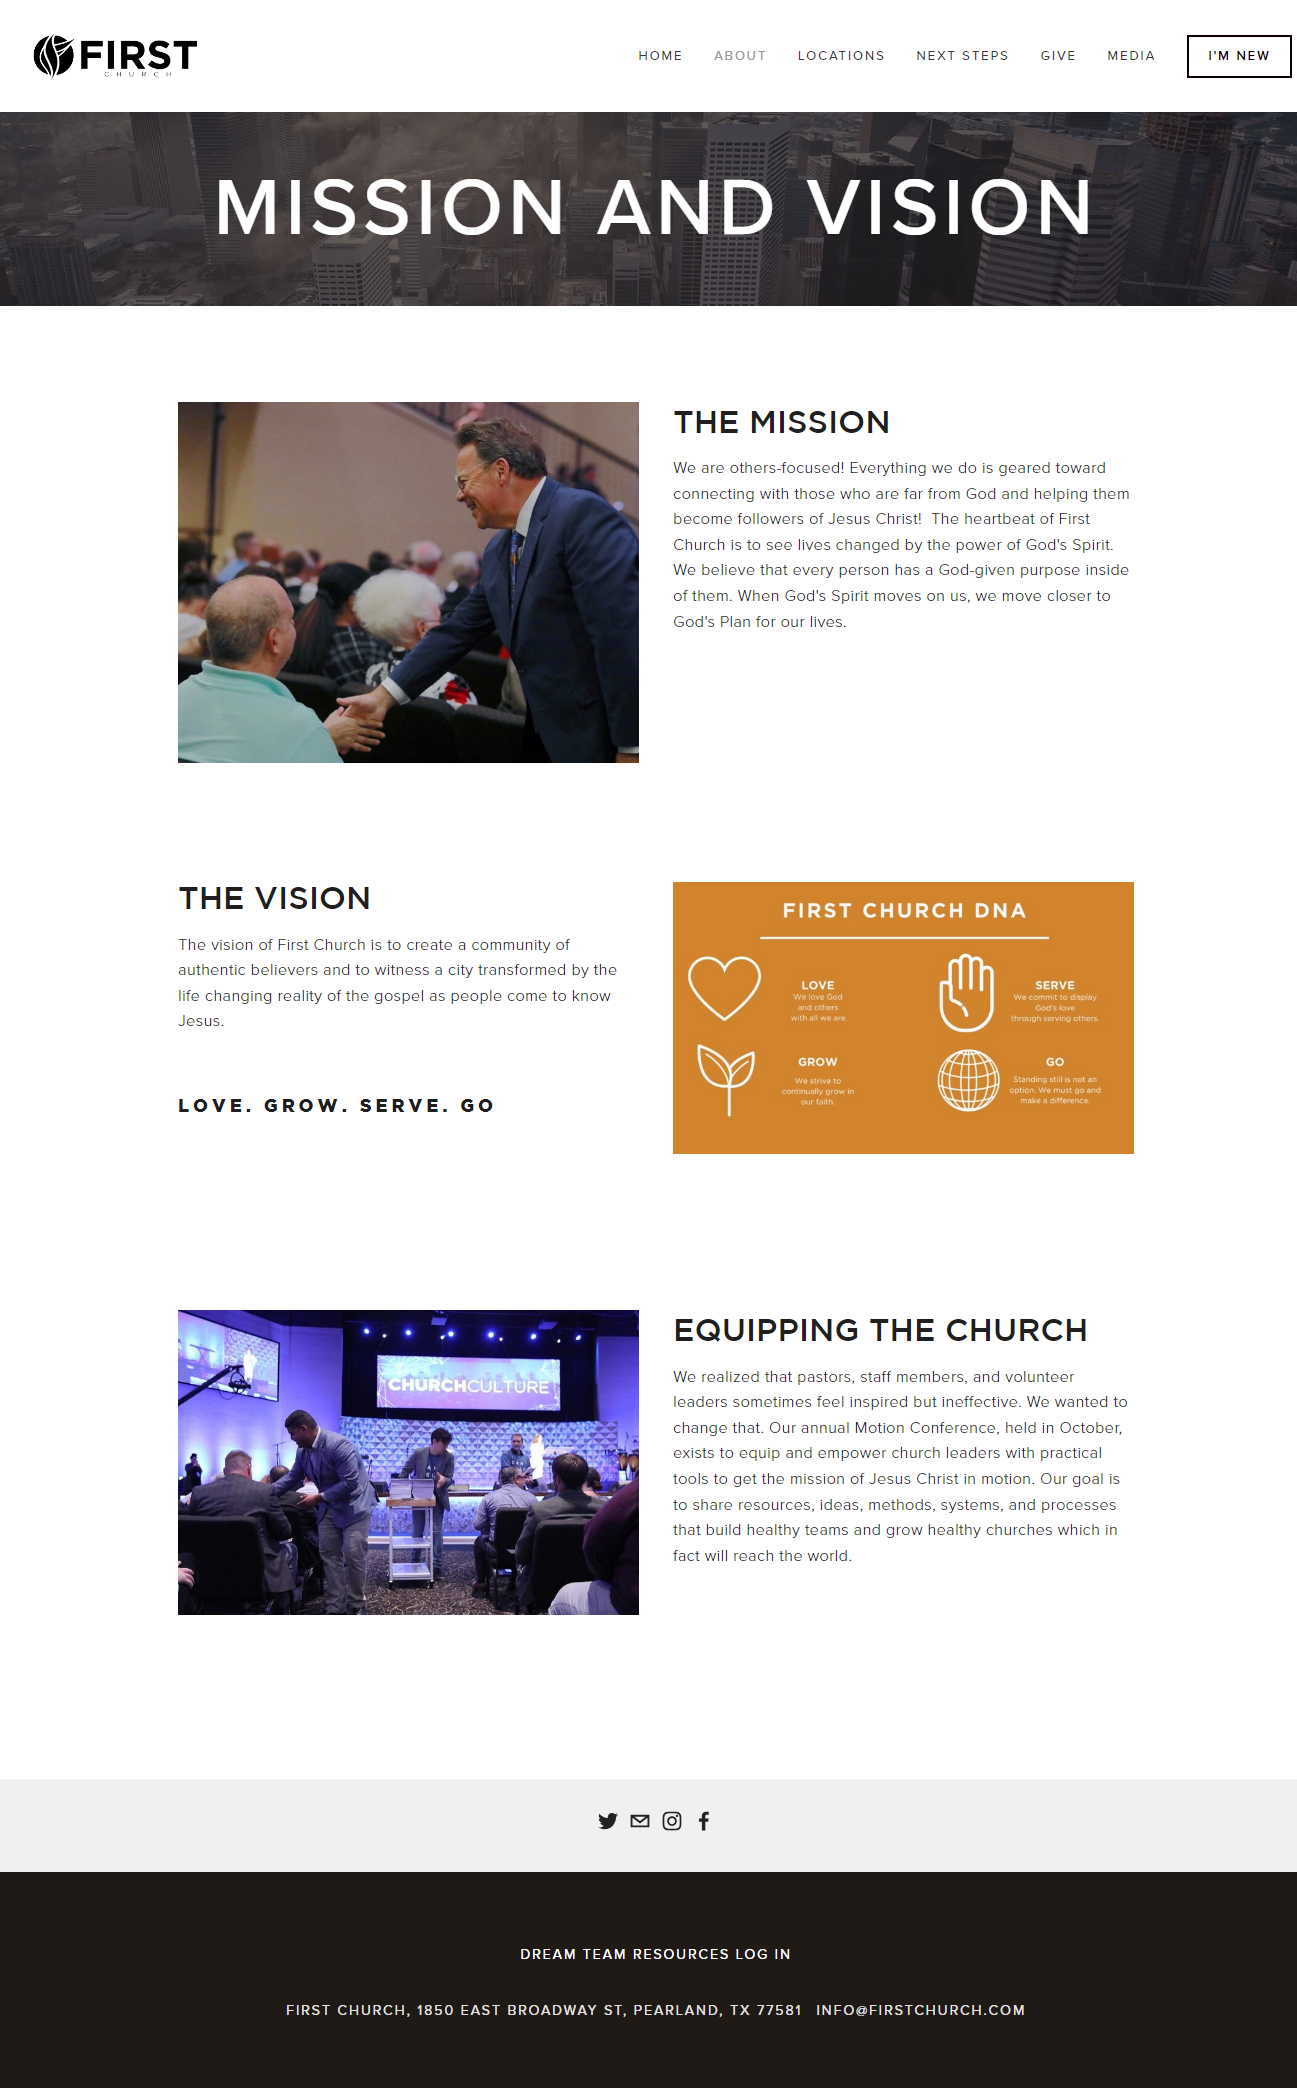 FIRST
CHURCH
HOME
ABOUT
LOCATIONS
NEXT STEPS
GIVE
MEDIA
I'M NEW
MISSION AND VISION
THE MISSION
We are others-focused! Everything we do is geared toward
connecting with those who are far from God and helping them
become followers of Jesus Christ!  The heartbeat of First
Church is to see lives changed by the power of God's Spirit.
We believe that every person has a God-given purpose inside
of them. When God's Spirit moves on us, we move closer to
God's Plan for our lives.
THE VISION
The vision of First Church is to create a community of
authentic believers and to witness a city transformed by the
life changing reality of the gospel as people come to know
Jesus.
LOVE. GROW. SERVE. GO
FIRST CHURCH DNA
LOVE
We love God
and others
with all we are.
SERVE
We commit to display
God's love
through serving others.
GROW
We strive to
continually grow in
our faith.
GO
Standing still is not an
option. We must go and
make a difference.
CHURCHCULTURE
EQUIPPING THE CHURCH
We realized that pastors, staff members, and volunteer
leaders sometimes feel inspired but ineffective. We wanted to
change that. Our annual Motion Conference, held in October,
exists to equip and empower church leaders with practical
tools to get the mission of Jesus Christ in motion. Our goal is
to share resources, ideas, methods, systems, and processes
that build healthy teams and grow healthy churches which in
fact will reach the world.
DREAM TEAM RESOURCES LOG IN
FIRST CHURCH, 1850 EAST BROADWAY ST, PEARLAND, TX 77581   INFO@FIRSTCHURCH.COM